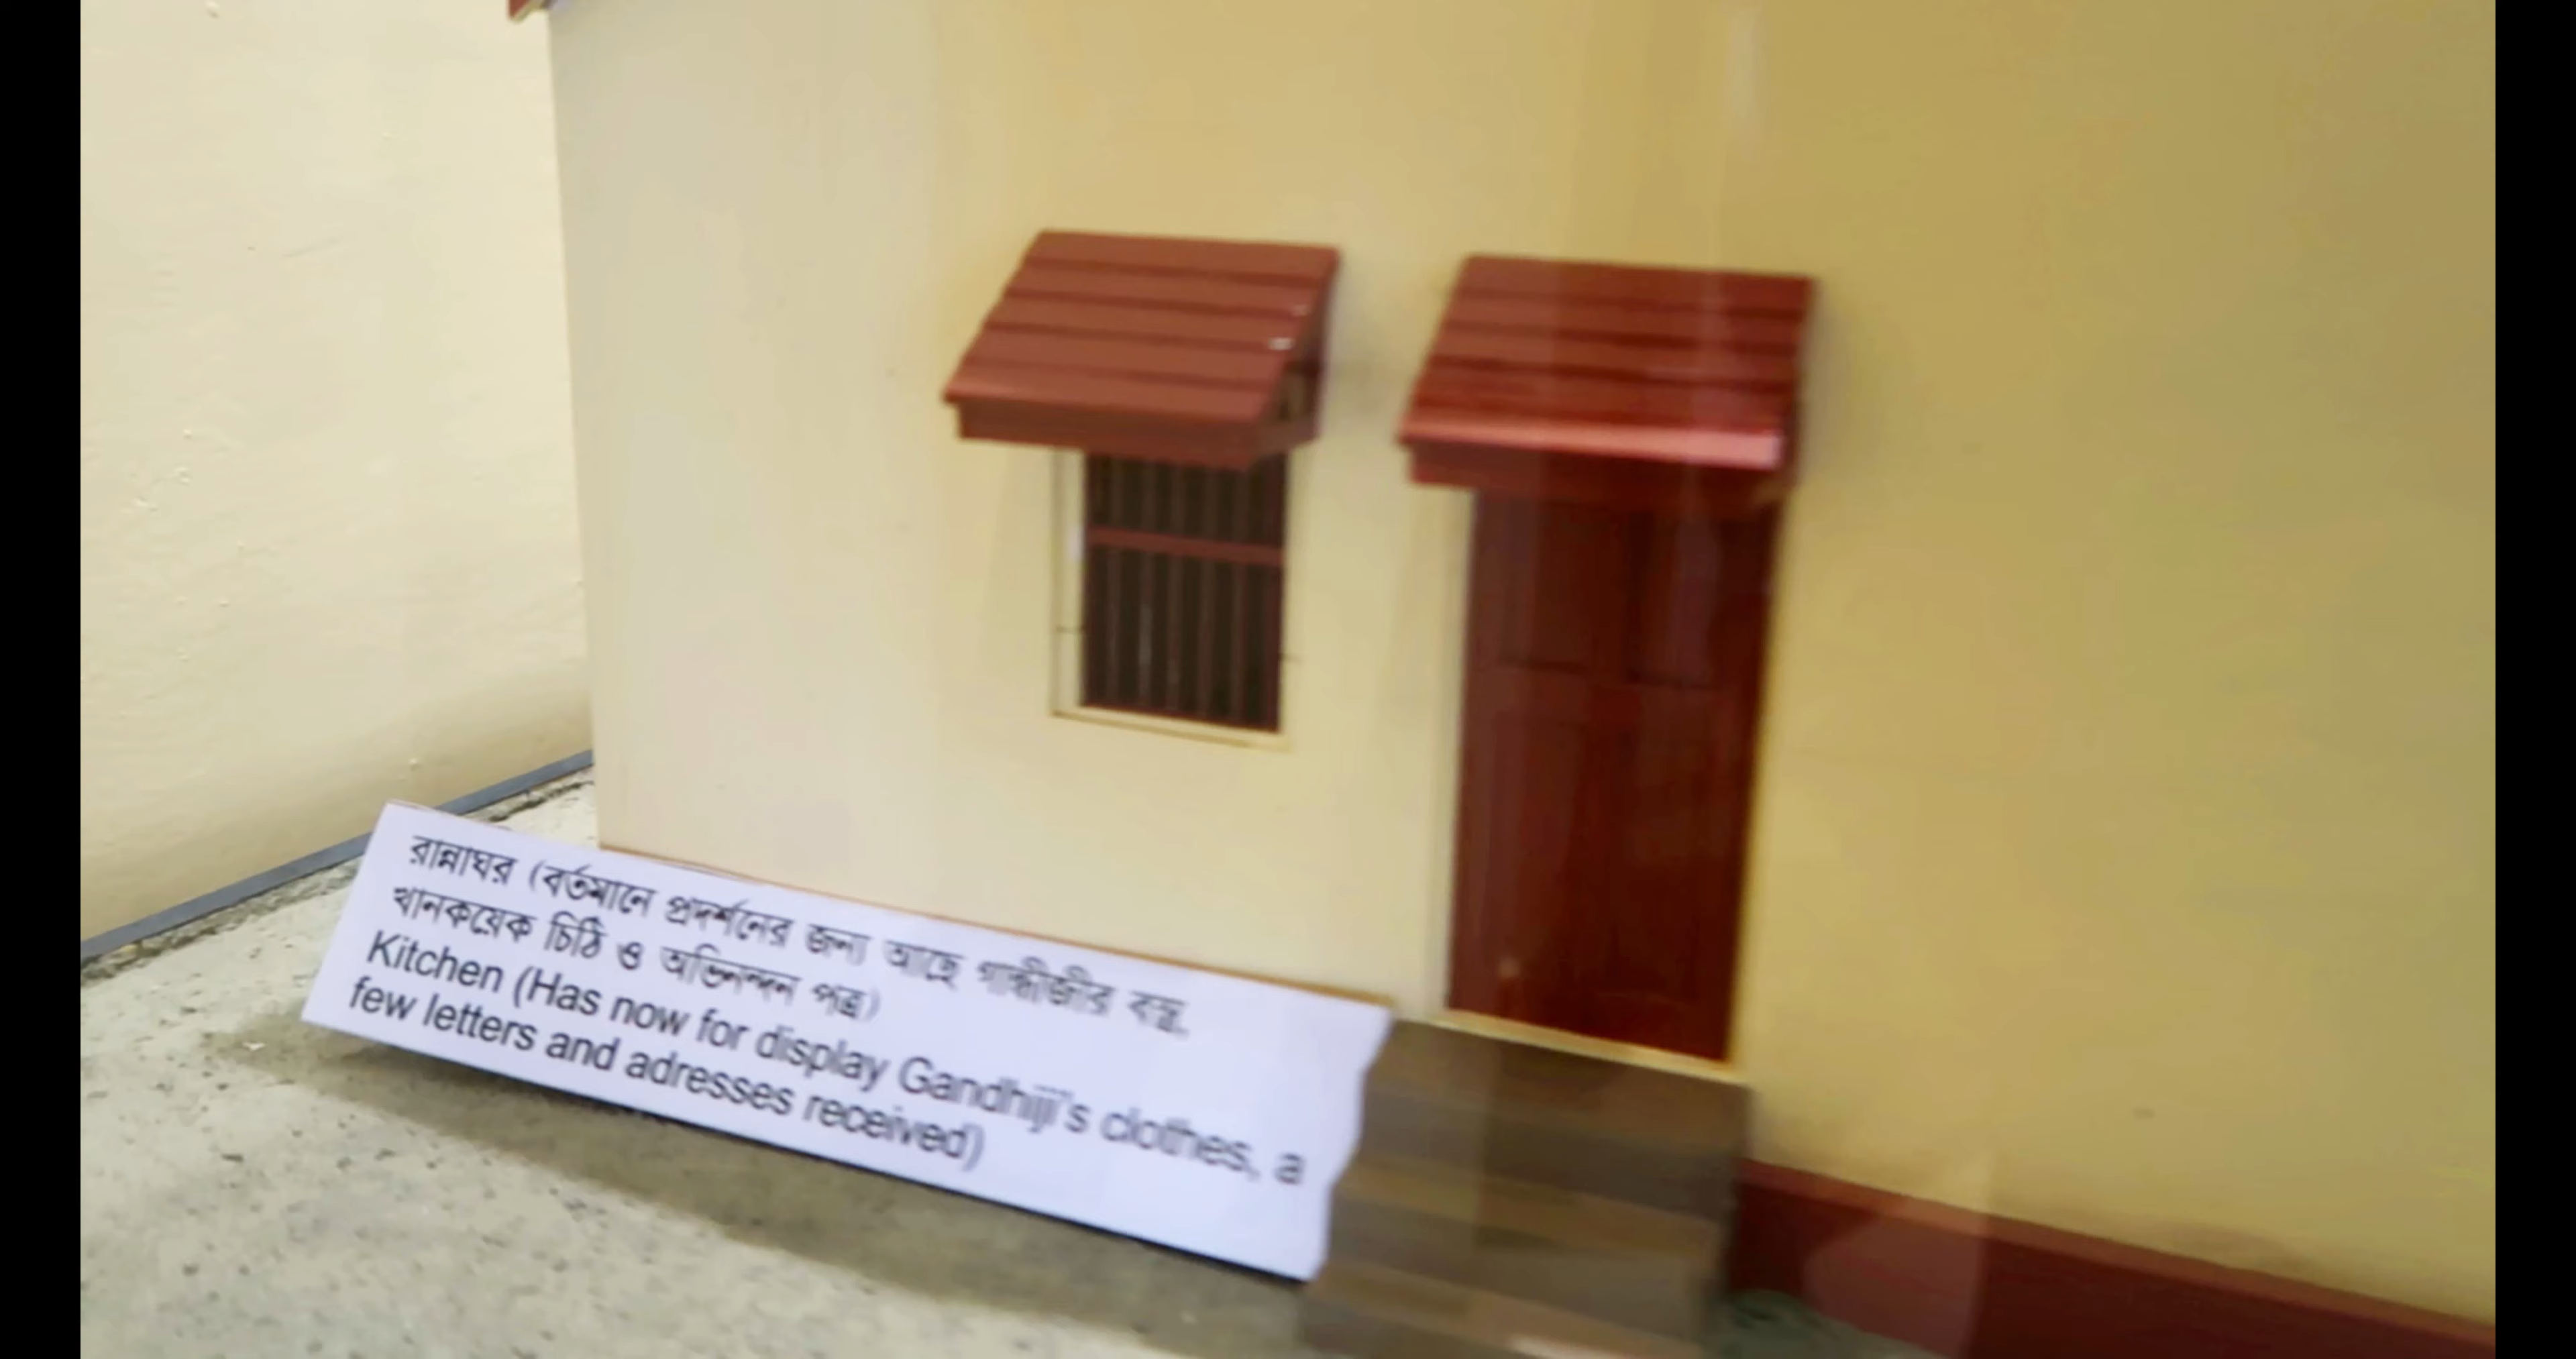 রান্নাঘর (বর্তমানে প্রদর্শনের জন্য আছে গান্ধীজীর বস্ত্র,
খানকয়েক চিঠি ও অভিনন্দন পত্র)
Kitchen (Has now for display Gandhiji's clothes, a
few letters and adresses received)